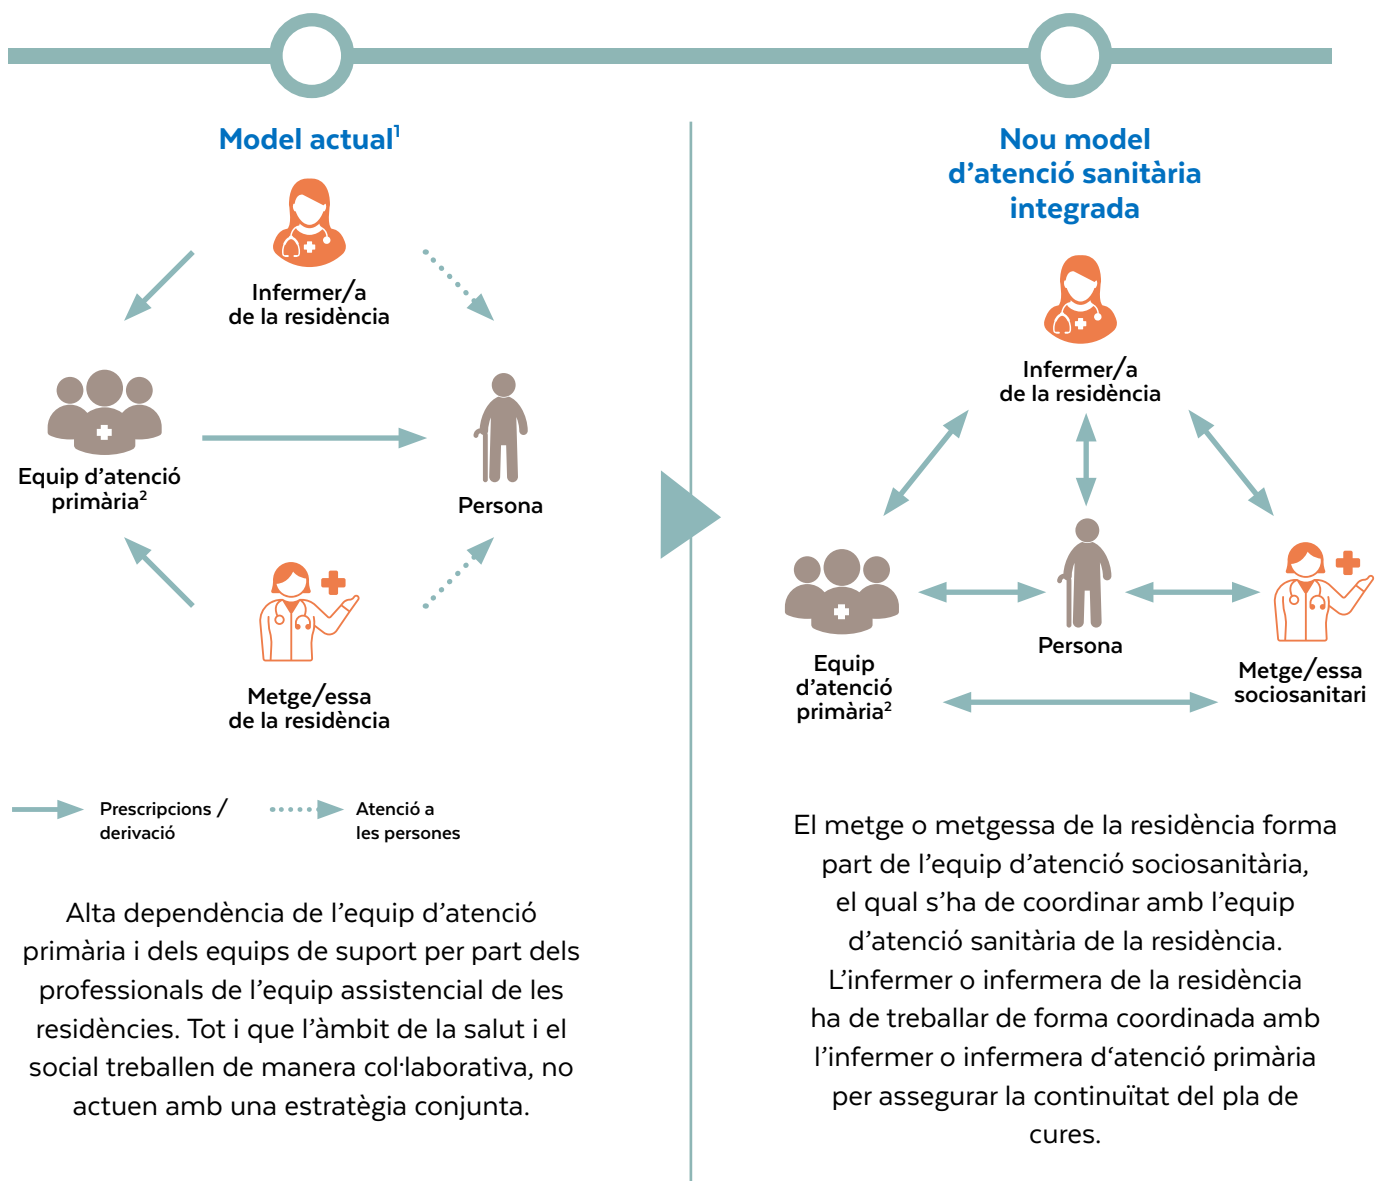 Model actual¹
Infermer/a
de la residència
Equip d’atenció
primària²
Persona
Metge/essa
de la residència
Prescripcions /
derivació
Atenció a
les persones
Alta dependència de l’equip d’atenció
primària i dels equips de suport per part dels
professionals de l’equip assistencial de les
residències. Tot i que l’àmbit de la salut i el
social treballen de manera col·laborativa, no
actuen amb una estratègia conjunta.
Nou model
d’atenció sanitària
integrada
Infermer/a
de la residència
Equip
d’atenció
primària²
Persona
Metge/essa
sociosanitari
El metge o metgessa de la residència forma
part de l’equip d’atenció sociosanitària,
el qual s’ha de coordinar amb l’equip
d’atenció sanitària de la residència.
L’infermer o infermera de la residència
ha de treballar de forma coordinada amb
l’infermer o infermera d‘atenció primària
per assegurar la continuïtat del pla de
cures.